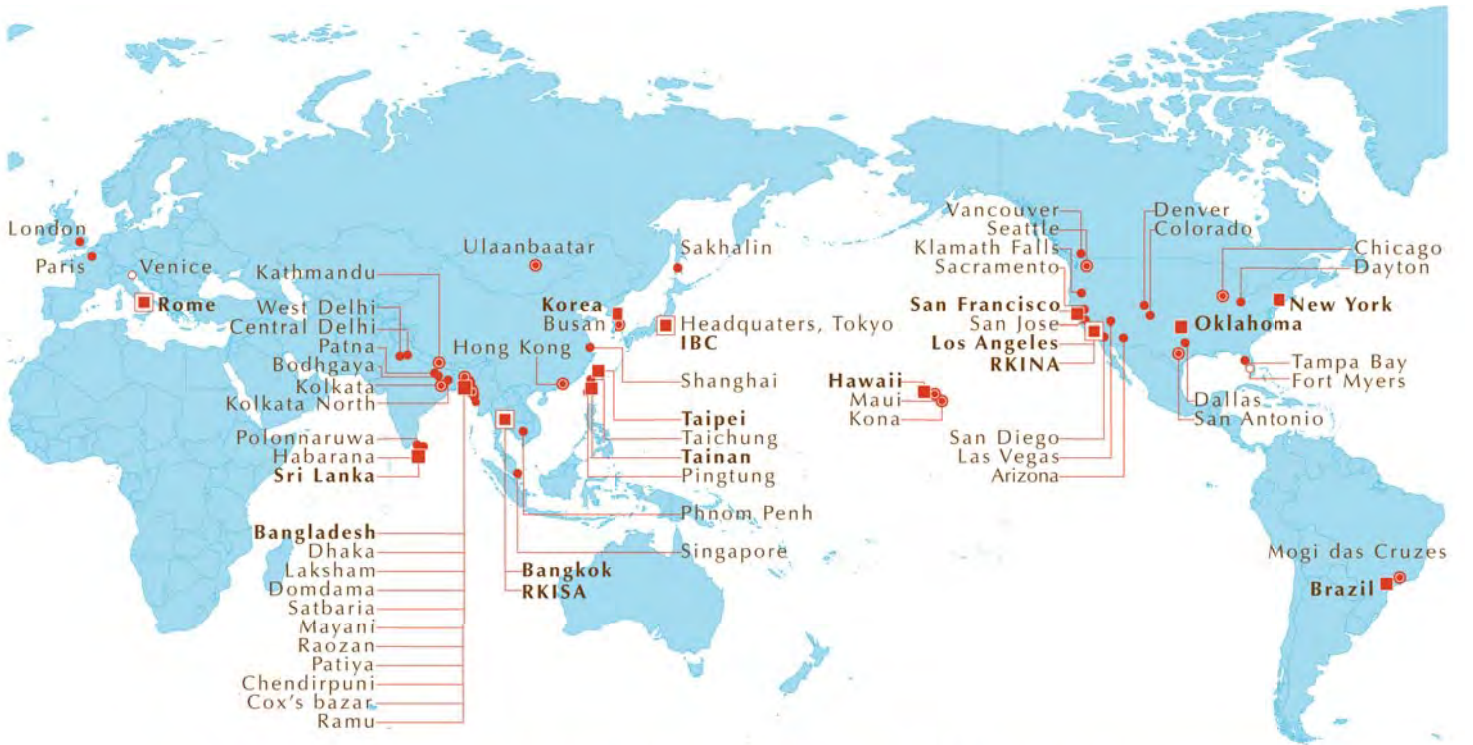 London
Paris
Venice
Rome
Ulaanbaatar
Sakhalin
Kathmandu
West Delhi
Central Delhi
Patna
Bodhgaya
Kolkata
Kolkata North
Korea
Busan
Hong Kong
Headquaters, Tokyo
IBC
Shanghai
Taipei
Taichung
Tainan
Pingtung
Phnom Penh
Singapore
Polonnaruwa
Habarana
Sri Lanka
Bangladesh
Dhaka
Laksham
Domdama
Satbaria
Mayani
Raozan
Patiya
Chendirpuni
Cox's bazar
Ramu
Bangkok
RKISA
Vancouver
Seattle
Klamath Falls
Sacramento
San Francisco
San Jose
Los Angeles
RKINA
Hawaii
Maui
Kona
San Diego
Las Vegas
Arizona
Denver
Colorado
Chicago
Dayton
New York
Oklahoma
Tampa Bay
Fort Myers
Dallas
San Antonio
Mogi das Cruzes
Brazil